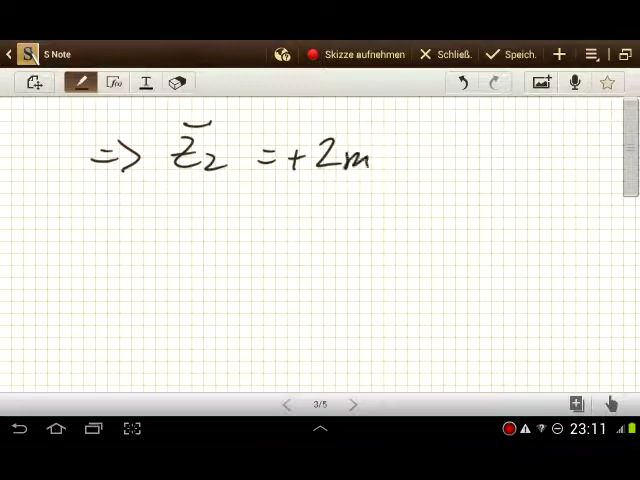 S Note
Skizze aufnehmen
Schließ.
Speich.
f(x)
T
=> z̆₂ = + 2m
3/5
23:11